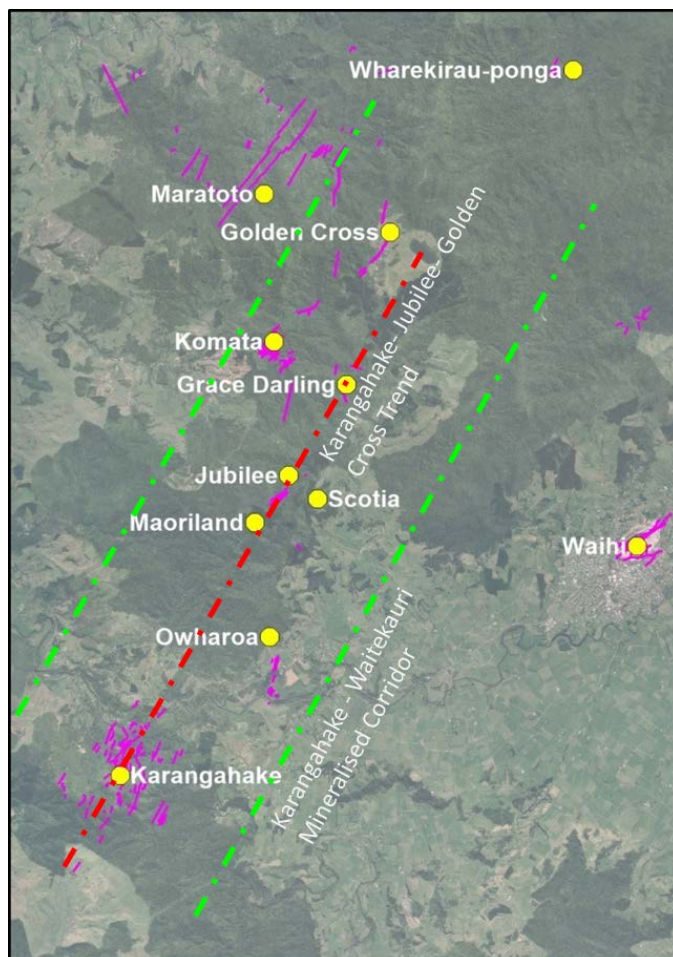 Wharekirau-ponga
Maratoto
Golden Cross
Komata
Grace Darling
Karangahake- Jubilee- Golden
Cross Trend
Jubilee
Scotia
Maoriland
Waihi
Owharoa
Karangahake - Waitekauri
Mineralised Corridor
Karangahake